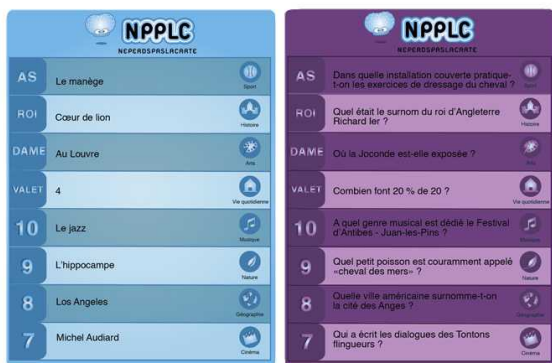 NPPLC
NEPERDSPASLACARTE
AS
Le manège
Sport
ROI
Cœur de lion
Histoire
DAME
Au Louvre
Arts
VALET
4
Vie quotidienne
10
Le jazz
Musique
9
L'hippocampe
Nature
8
Los Angeles
Géographie
7
Michel Audiard
Cinéma
NPPLC
NEPERDSPASLACARTE
AS
Dans quelle installation couverte pratique-
t-on les exercices de dressage du cheval ?
Sport
ROI
Quel était le surnom du roi d'Angleterre
Richard Ier ?
Histoire
DAME
Où la Joconde est-elle exposée ?
Arts
VALET
Combien font 20 % de 20 ?
Vie quotidienne
10
A quel genre musical est dédié le Festival
d'Antibes - Juan-les-Pins ?
Musique
9
Quel petit poisson est couramment appelé
«cheval des mers» ?
Nature
8
Quelle ville américaine surnomme-t-on
la cité des Anges ?
Géographie
7
Qui a écrit les dialogues des Tontons
flingueurs ?
Cinéma